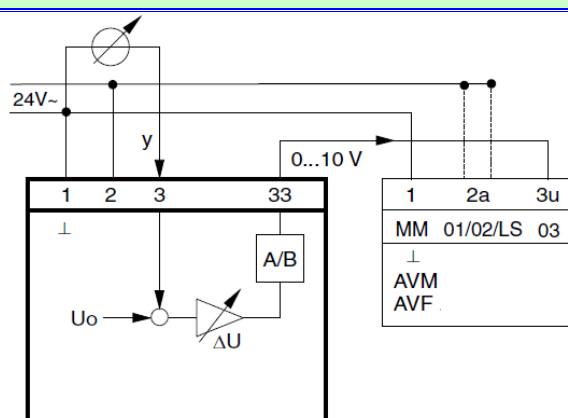 24V~
y
0...10 V
1 2 3 33
1 2a 3u
MM 01/02/LS 03
⊥
A/B
⊥
AVM
AVF
Uo
ΔU